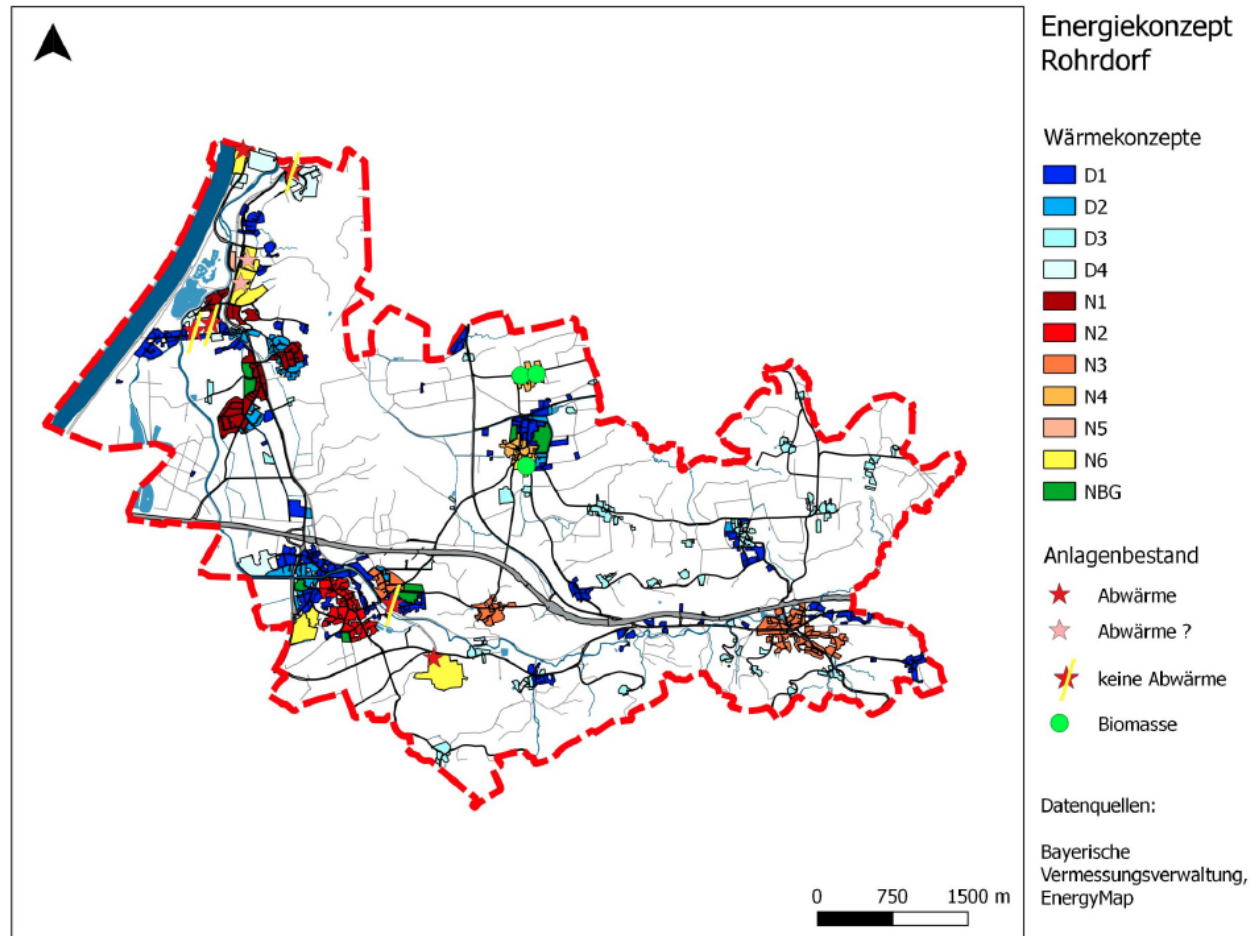 Energiekonzept
Rohrdorf
Wärmekonzepte
D1
D2
D3
D4
N1
N2
N3
N4
N5
N6
NBG
Anlagenbestand
Abwärme
Abwärme ?
keine Abwärme
Biomasse
Datenquellen:
Bayerische
Vermessungsverwaltung,
EnergyMap
0 750 1500 m